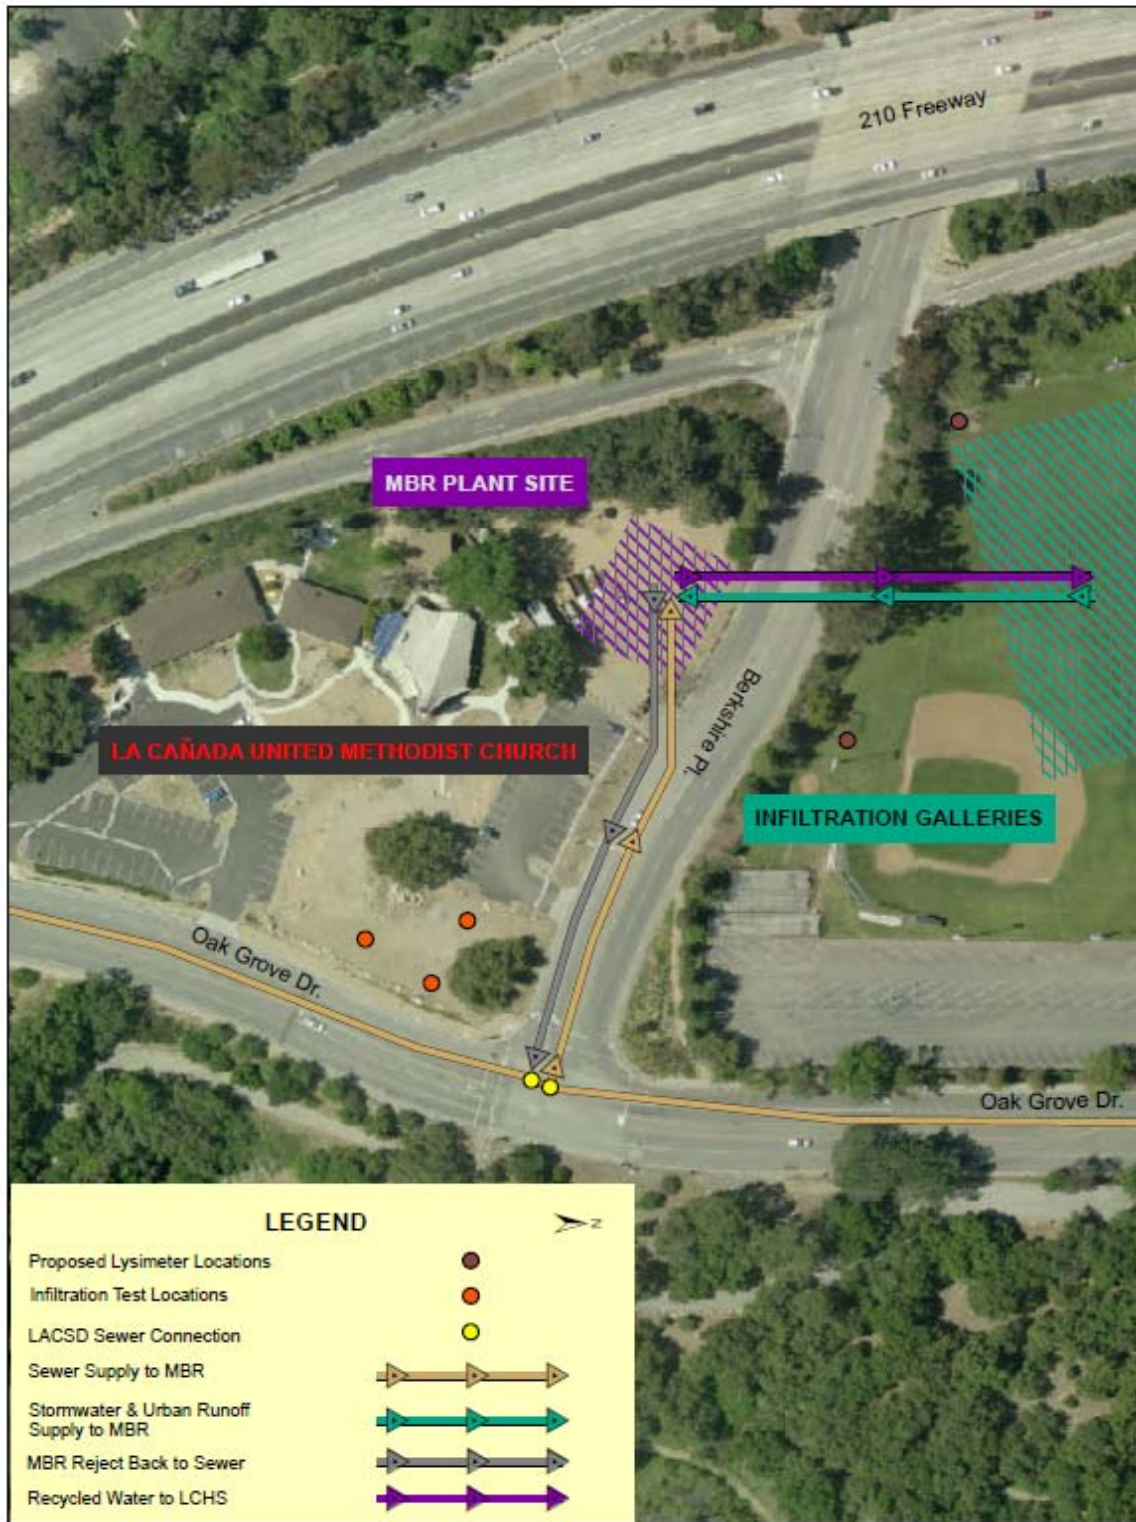 210 Freeway
MBR PLANT SITE
Berkshire Pl.
LA CAÑADA UNITED METHODIST CHURCH
INFILTRATION GALLERIES
Oak Grove Dr.
Oak Grove Dr.
LEGEND
N
Proposed Lysimeter Locations
Infiltration Test Locations
LACSD Sewer Connection
Sewer Supply to MBR
Stormwater & Urban Runoff
Supply to MBR
MBR Reject Back to Sewer
Recycled Water to LCHS